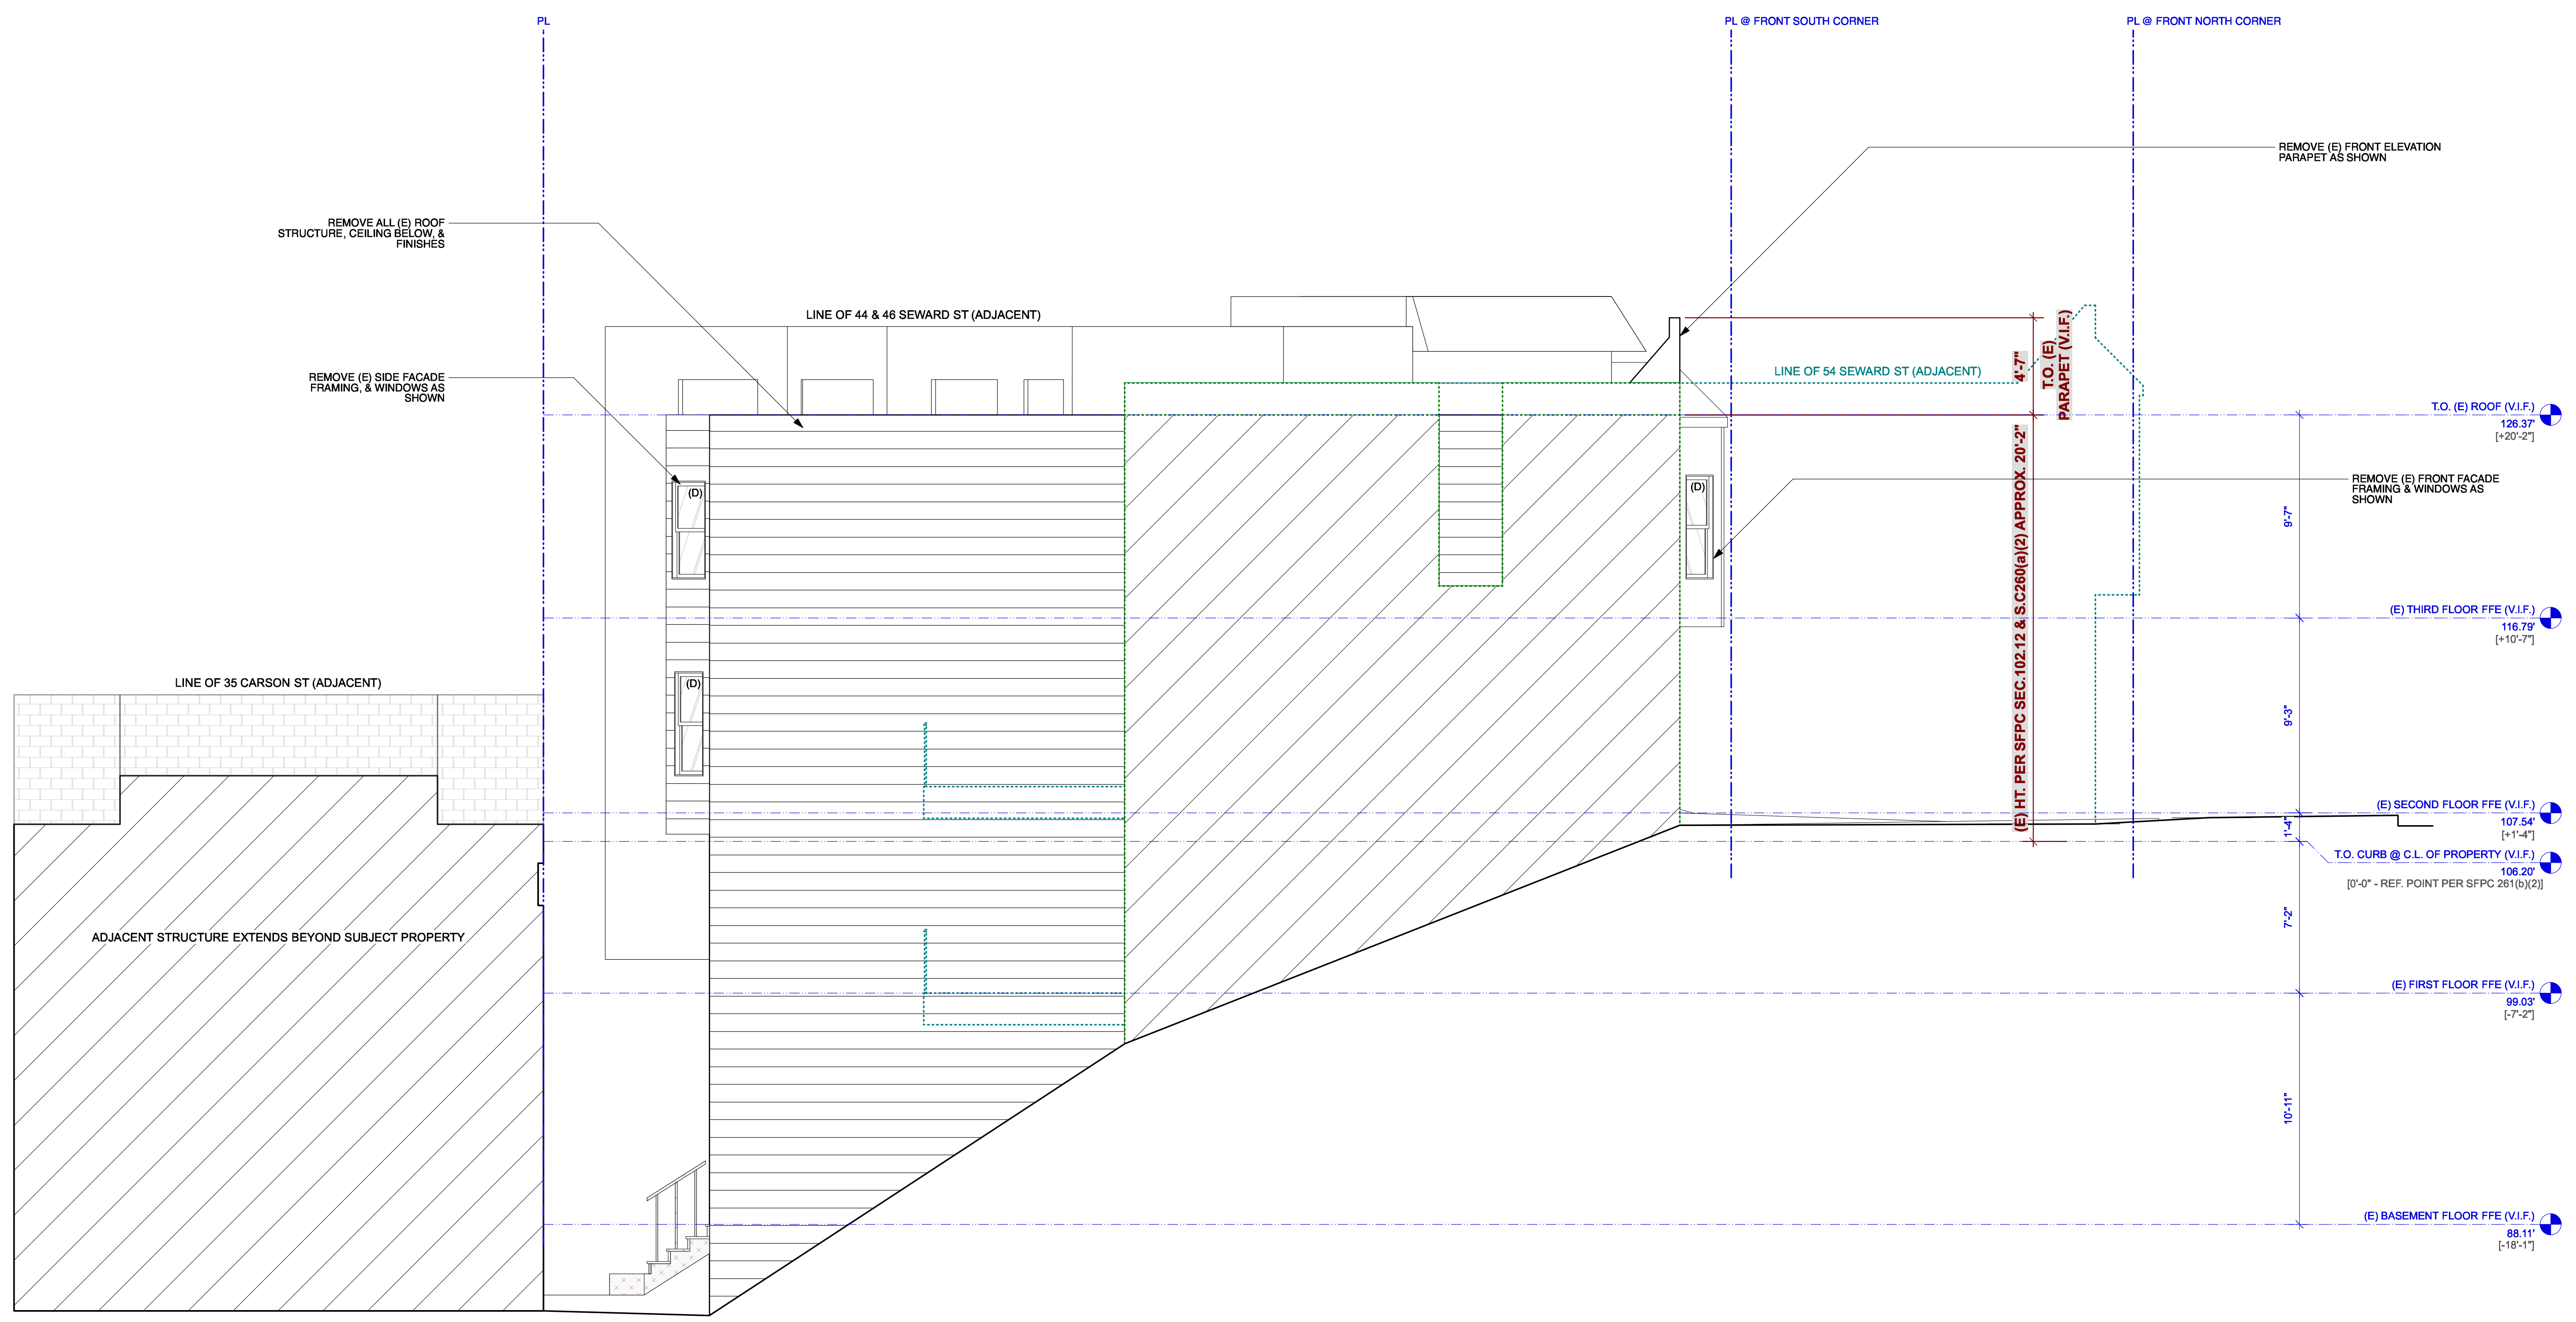 PL
PL @ FRONT SOUTH CORNER
PL @ FRONT NORTH CORNER
REMOVE (E) FRONT ELEVATION
PARAPET AS SHOWN
REMOVE ALL (E) ROOF
STRUCTURE, CEILING BELOW, &
FINISHES
LINE OF 44 & 46 SEWARD ST (ADJACENT)
REMOVE (E) SIDE FACADE
FRAMING, & WINDOWS AS
SHOWN
LINE OF 54 SEWARD ST (ADJACENT)
4'-7"
T.O. (E)
PARAPET (V.I.F.)
T.O. (E) ROOF (V.I.F.)
126.37'
[+20'-2"]
(D)
(D)
REMOVE (E) FRONT FACADE
FRAMING & WINDOWS AS
SHOWN
(E) HT. PER SFPC SEC.102.12 & S.C260(a)(2) APPROX. 20'-2"
9'-7"
(E) THIRD FLOOR FFE (V.I.F.)
116.79'
[+10'-7"]
LINE OF 35 CARSON ST (ADJACENT)
(D)
9'-3"
(E) SECOND FLOOR FFE (V.I.F.)
107.54'
[+1'-4"]
1'-4"
T.O. CURB @ C.L. OF PROPERTY (V.I.F.)
106.20'
[0'-0" - REF. POINT PER SFPC 261(b)(2)]
7'-2"
ADJACENT STRUCTURE EXTENDS BEYOND SUBJECT PROPERTY
(E) FIRST FLOOR FFE (V.I.F.)
99.03'
[-7'-2"]
10'-11"
(E) BASEMENT FLOOR FFE (V.I.F.)
88.11'
[-18'-1"]